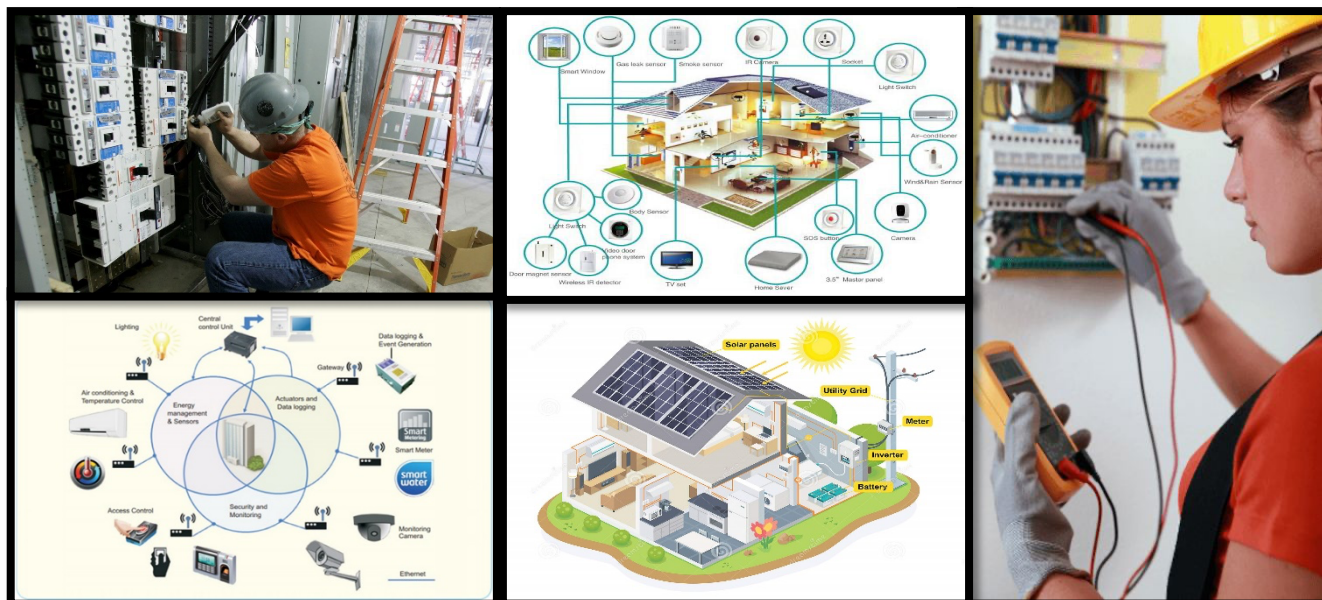 Smart Window
Gas leak sensor
Smoke sensor
IR Camera
Socket
Light Switch
Air-conditioner
Wind&Rain Sensor
Camera
SOS button
3.5" Master panel
Home Sever
TV set
Video door
phone system
Body Sensor
Light Switch
Door magnet sensor
Wireless IR detector
Lighting
Central
control Unit
Data logging &
Event Generation
Gateway
Air conditioning &
Temperature Control
Energy
management
& Sensors
Actuators and
Data logging
Smart
Metering
Smart Meter
smart
water
Security and
Monitoring
Access Control
Monitoring
Camera
Ethernet
Solar panels
Utility Grid
Meter
Inverter
Battery